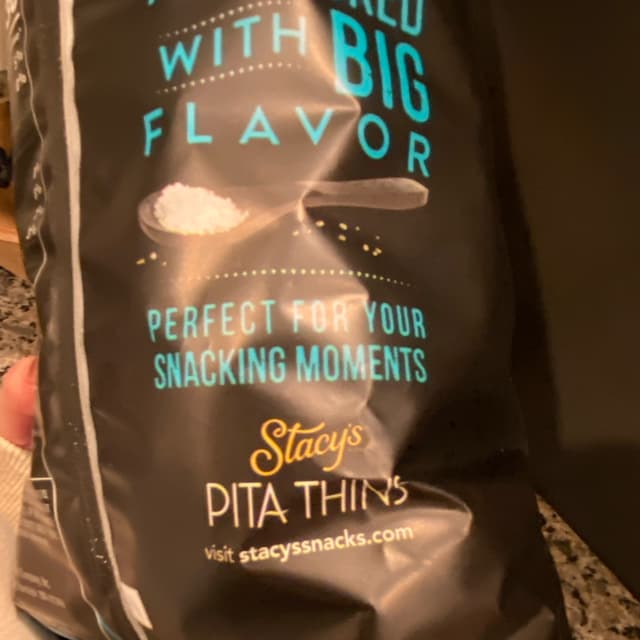 WITH BIG
FLAVOR
PERFECT FOR YOUR
SNACKING MOMENTS
Stacy's
PITA THINS
visit stacyssnacks.com